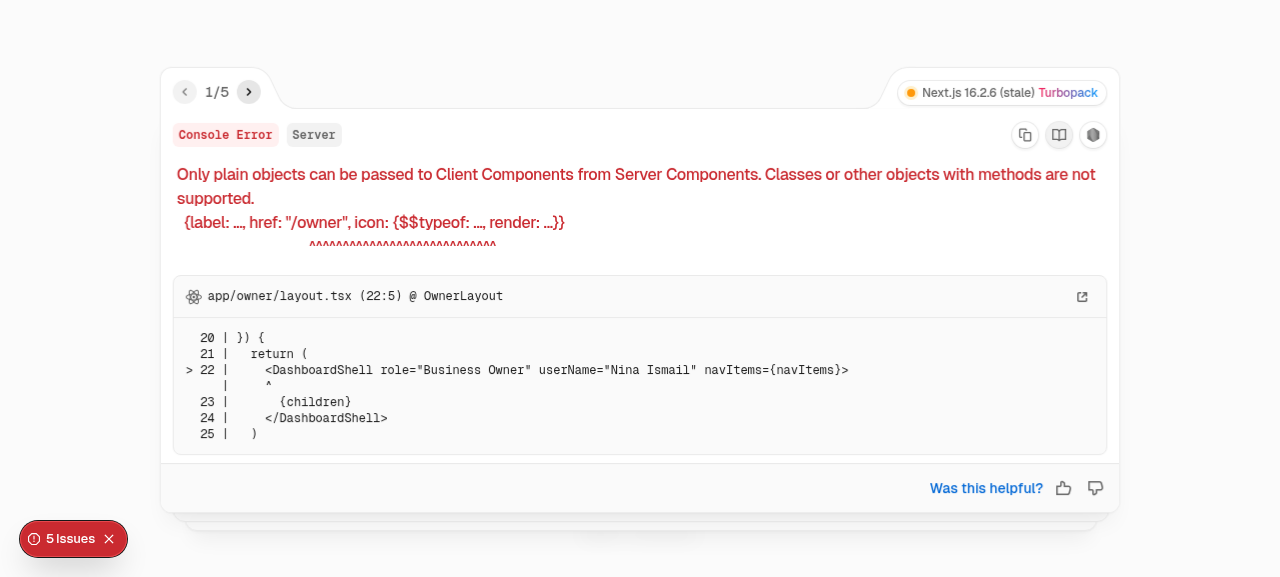 1/5
Next.js 16.2.6 (stale) Turbopack
Console Error Server
Only plain objects can be passed to Client Components from Server Components. Classes or other objects with methods are not
supported.
{label: ..., href: "/owner", icon: {$$typeof: ..., render: ...}}
^^^^^^^^^^^^^^^^^^^^^^^^^^^^
app/owner/layout.tsx (22:5) @ OwnerLayout
20 | }) {
21 |   return (
> 22 |     <DashboardShell role="Business Owner" userName="Nina Ismail" navItems={navItems}>
|     ^
23 |       {children}
24 |     </DashboardShell>
25 |   )
Was this helpful?
5 Issues